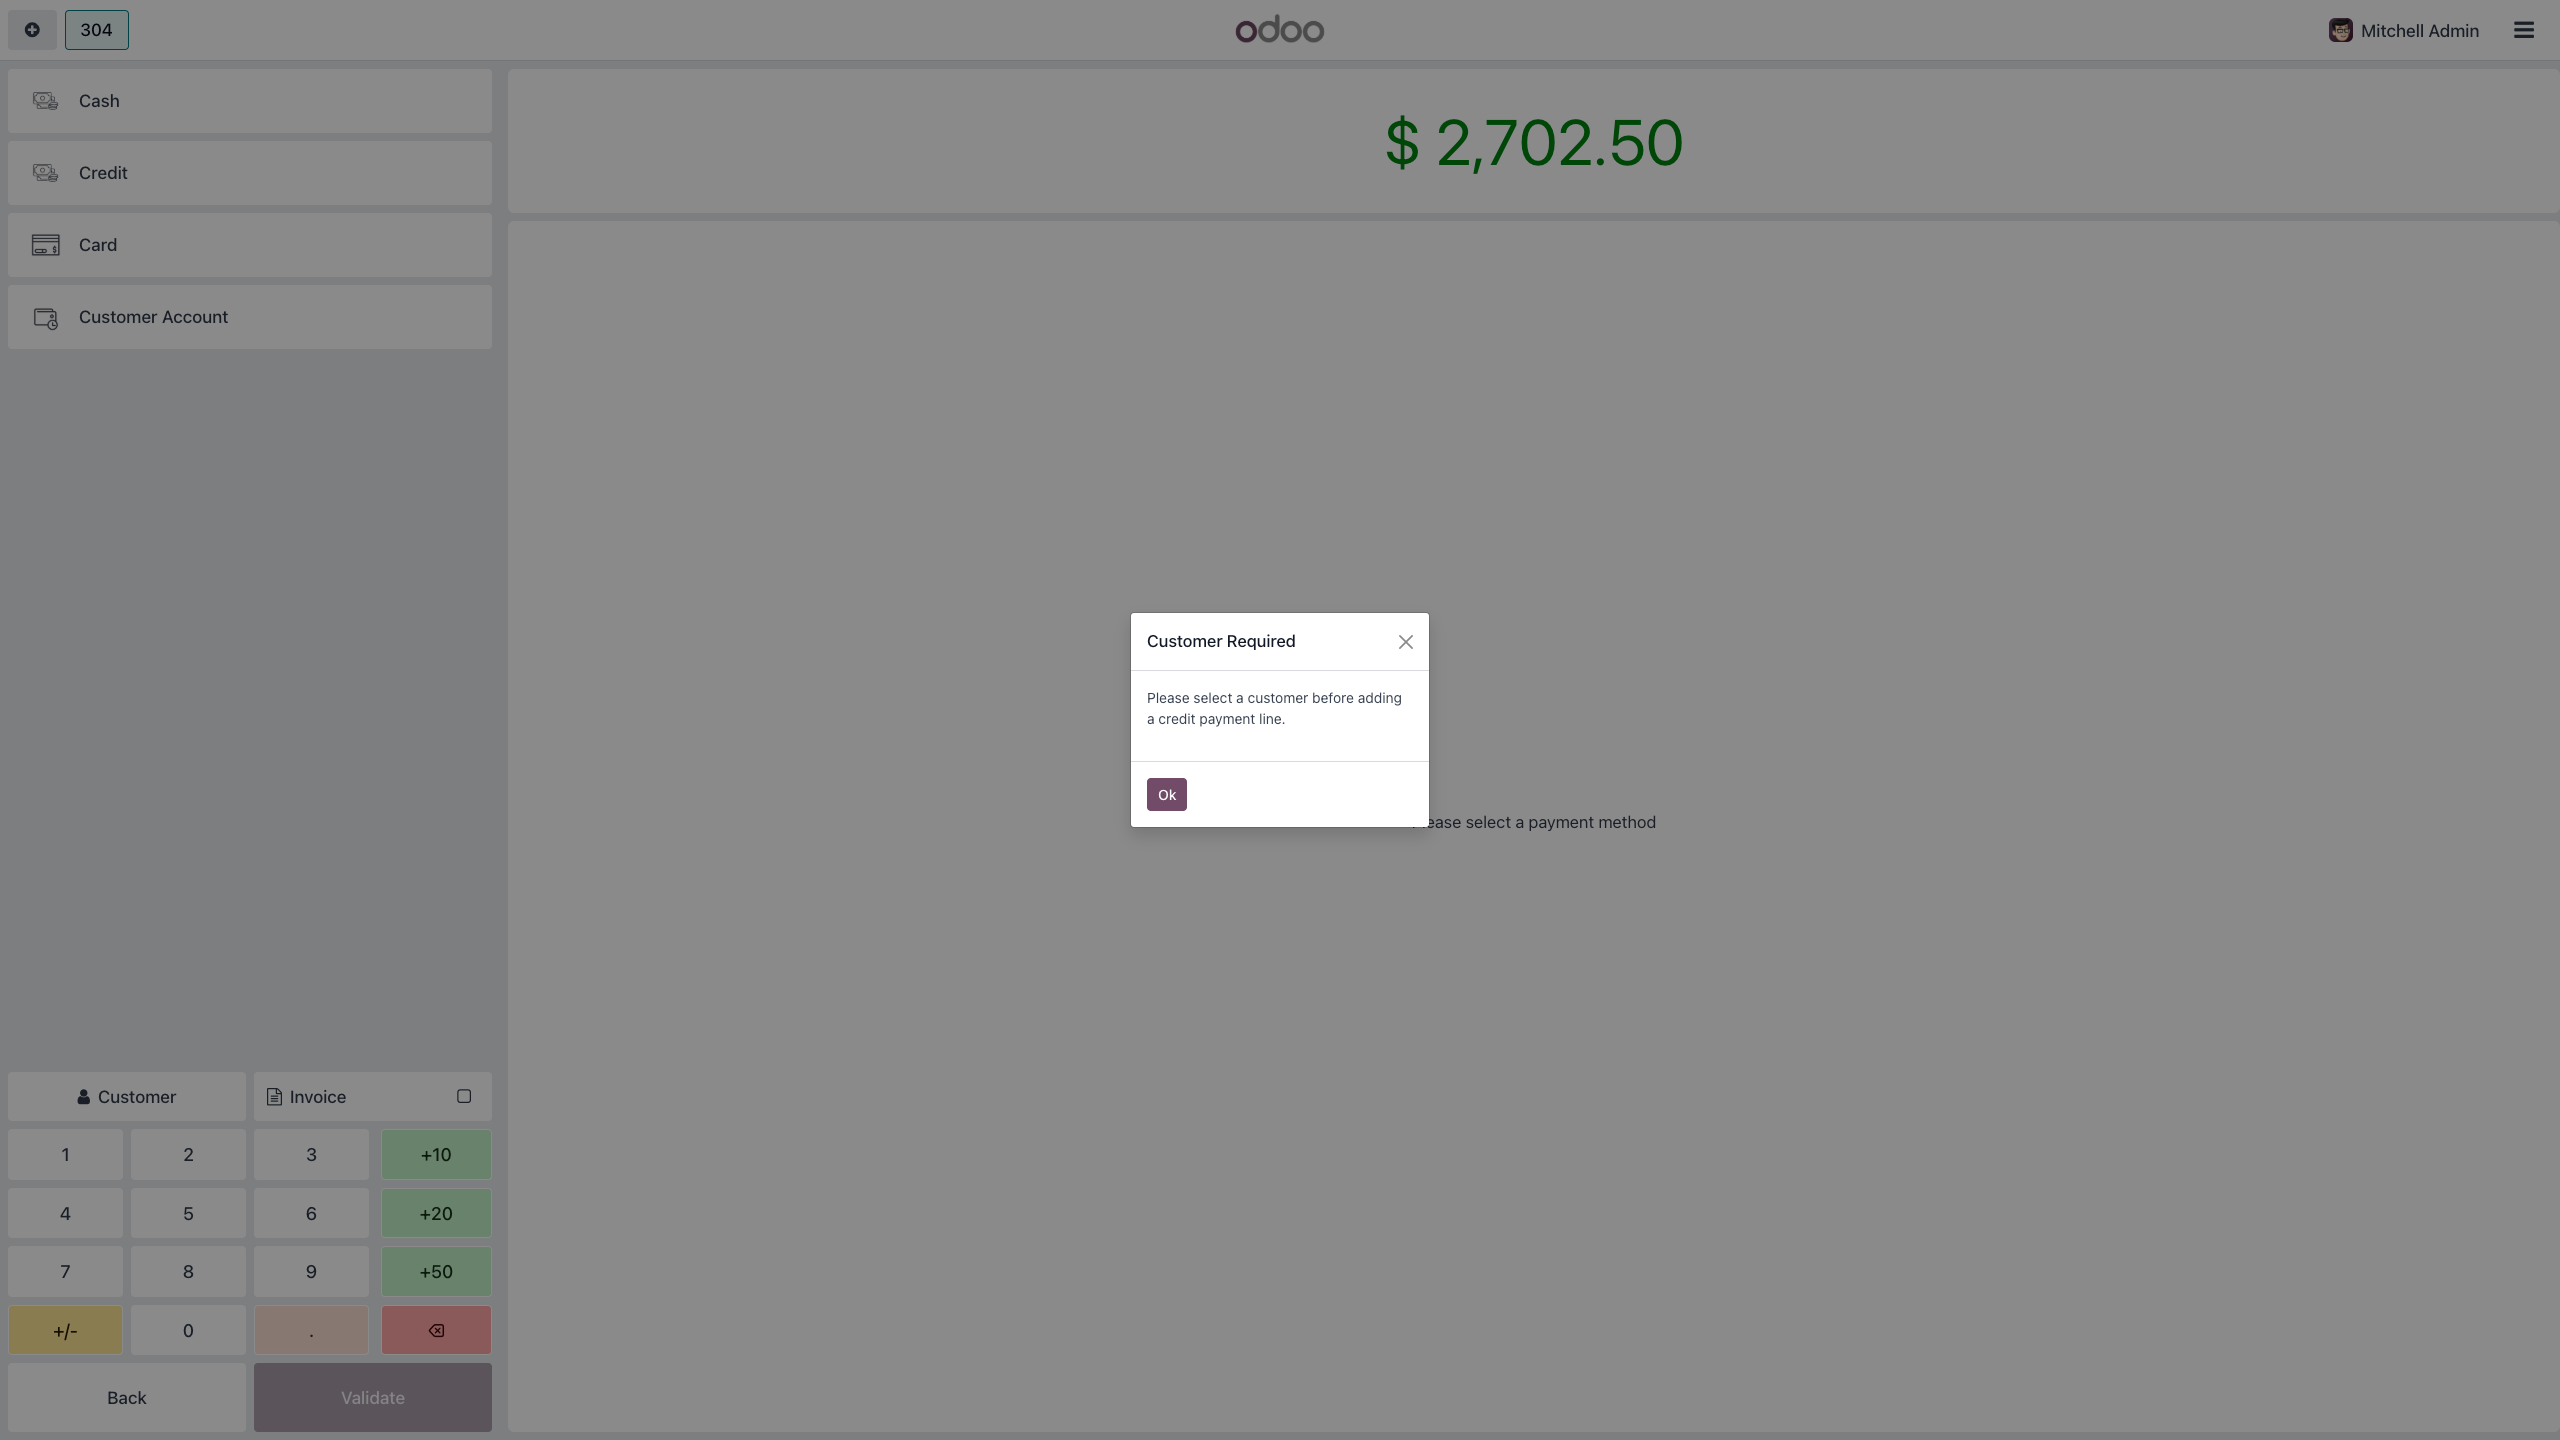 304
odoo
Mitchell Admin
Cash
Credit
Card
Customer Account
$ 2,702.50
Customer Required
Please select a customer before adding
a credit payment line.
Ok
ease select a payment method
Customer
Invoice
1 2 3 +10
4 5 6 +20
7 8 9 +50
+/- 0 .
Back
Validate